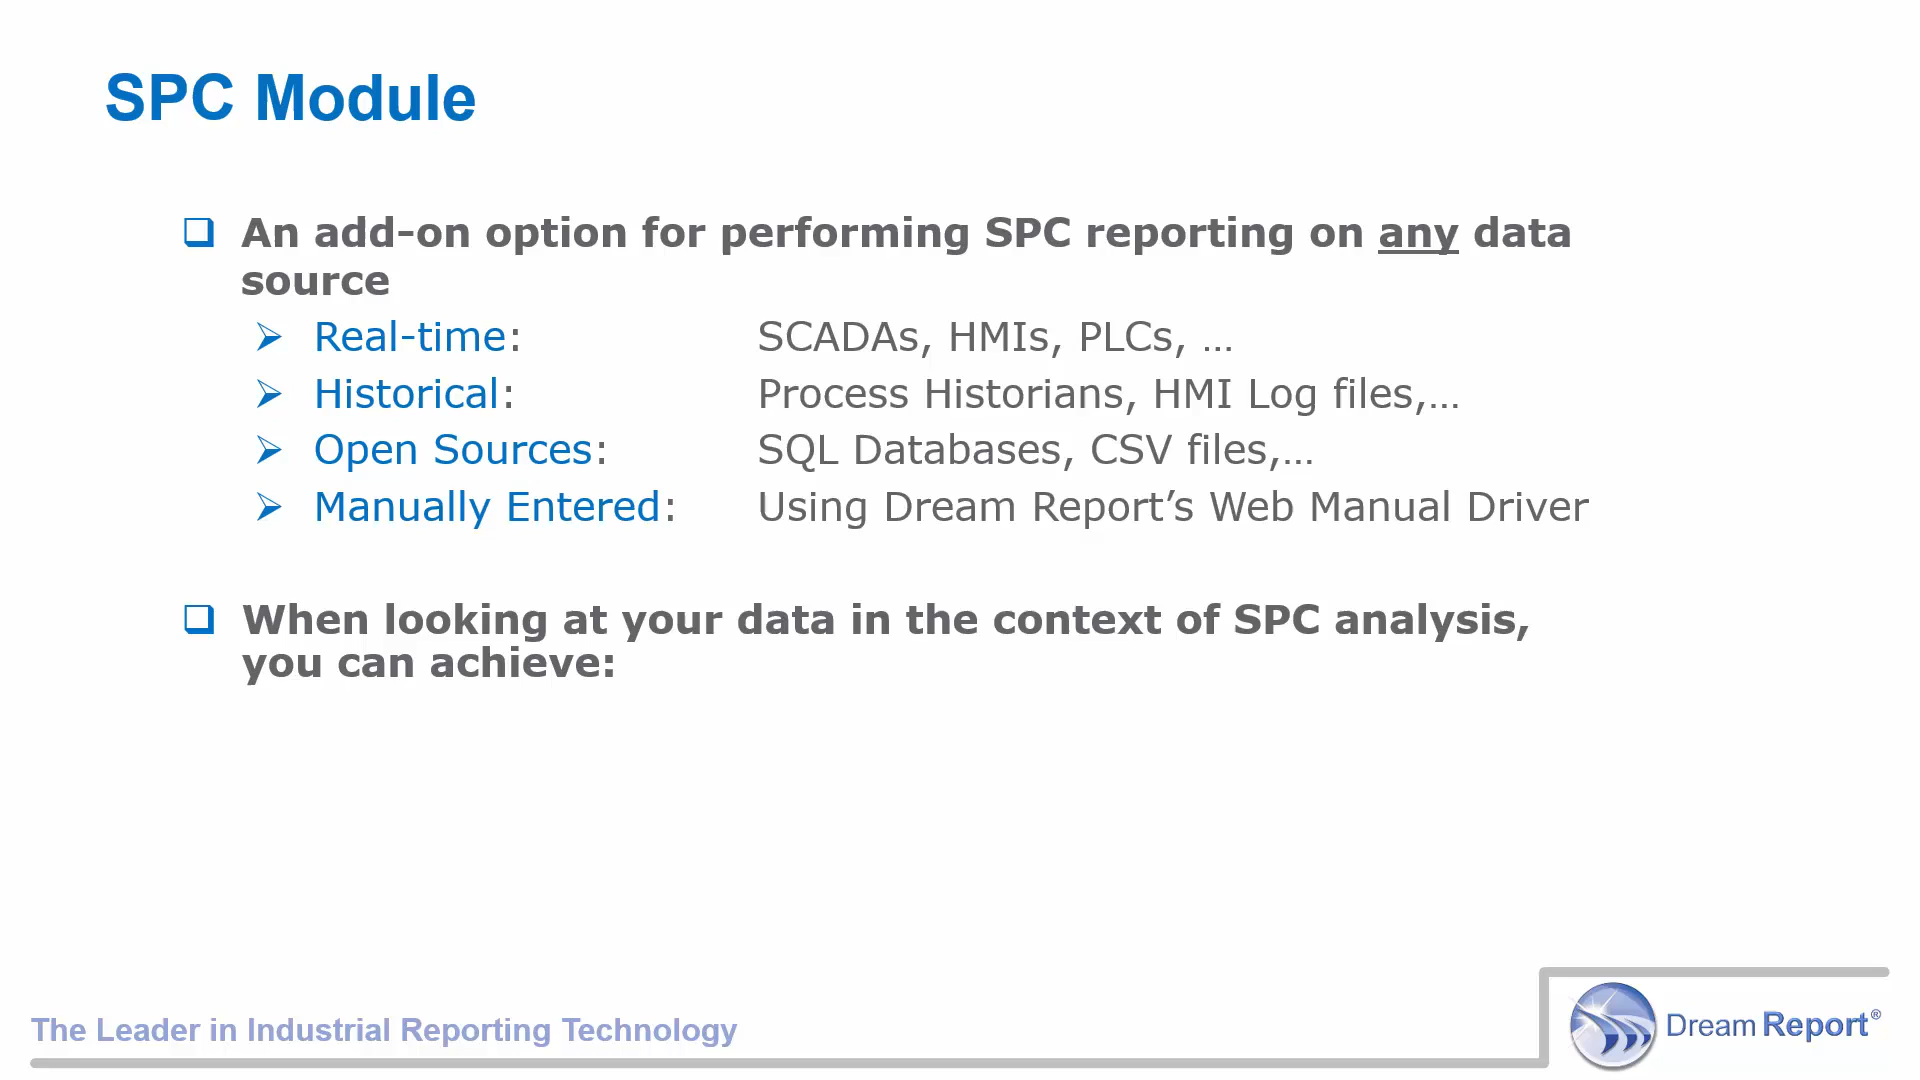 SPC Module
❑ An add-on option for performing SPC reporting on any data
source
➢ Real-time: SCADAs, HMIs, PLCs, …
➢ Historical: Process Historians, HMI Log files,…
➢ Open Sources: SQL Databases, CSV files,…
➢ Manually Entered: Using Dream Report’s Web Manual Driver
❑ When looking at your data in the context of SPC analysis,
you can achieve:
The Leader in Industrial Reporting Technology
Dream Report®